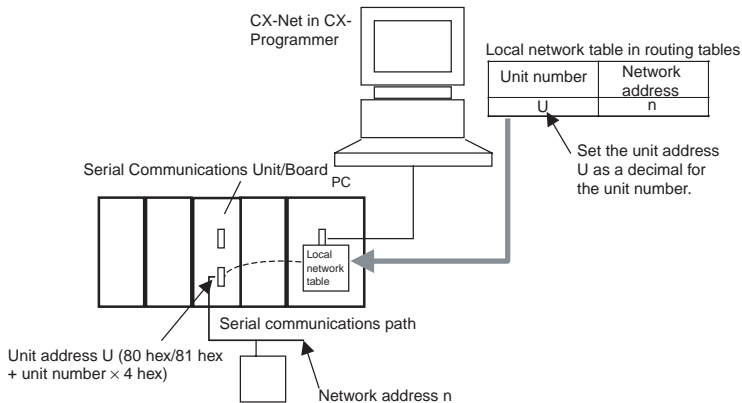 CX-Net in CX-
Programmer
Local network table in routing tables
Unit number
Network
address
U
n
Set the unit address
U as a decimal for
the unit number.
Serial Communications Unit/Board
PC
Local
network
table
Serial communications path
Unit address U (80 hex/81 hex
+ unit number × 4 hex)
Network address n